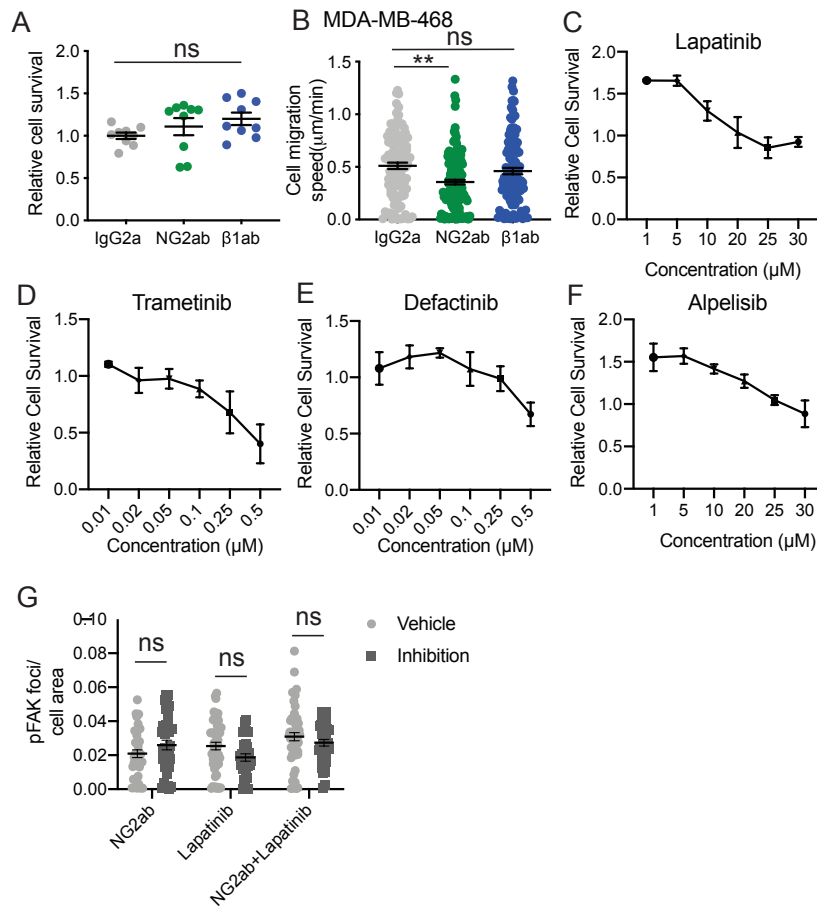 A
ns
Relative cell survival
2.0
1.5
1.0
0.5
0.0
IgG2a NG2ab β1ab
B MDA-MB-468
ns
**
Cell migration
speed(μm/min)
1.5
1.0
0.5
0.0
IgG2a NG2ab β1ab
C
Lapatinib
Relative Cell Survival
2.0
1.5
1.0
0.5
0.0
1 5 10 20 25 30
Concentration (μM)
D
Trametinib
Relative Cell Survival
1.5
1.0
0.5
0.0
0.01 0.02 0.05 0.1 0.25 0.5
Concentration (μM)
E
Defactinib
Relative Cell Survival
1.5
1.0
0.5
0.0
0.01 0.02 0.05 0.1 0.25 0.5
Concentration (μM)
F
Alpelisib
Relative Cell Survival
2.0
1.5
1.0
0.5
0.0
1 5 10 20 25 30
Concentration (μM)
G
pFAK foci/
cell area
0.10
0.08
0.06
0.04
0.02
0.00
ns
ns
ns
Vehicle
Inhibition
NG2ab
Lapatinib
NG2ab+Lapatinib